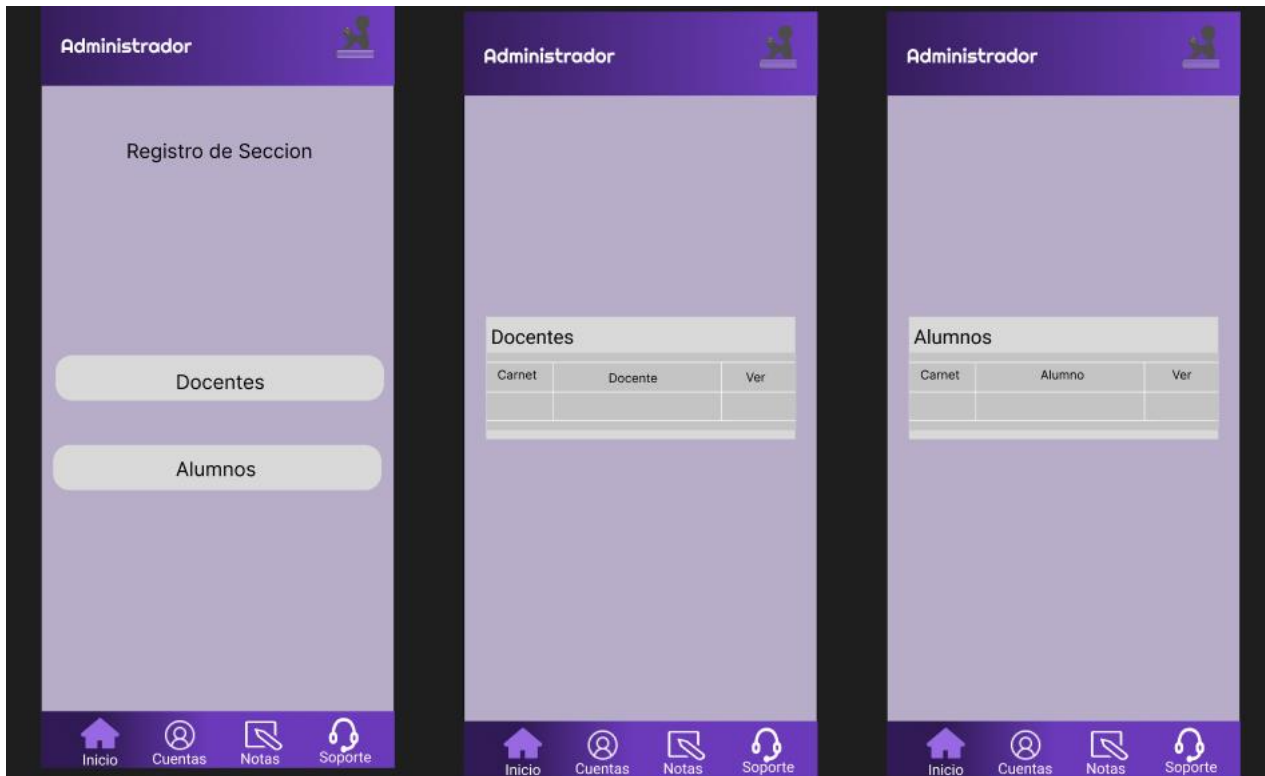 Administrador
Registro de Seccion
Docentes
Alumnos
Inicio Cuentas Notas Soporte
Administrador
Docentes
Carnet Docente Ver
Inicio Cuentas Notas Soporte
Administrador
Alumnos
Carnet Alumno Ver
Inicio Cuentas Notas Soporte